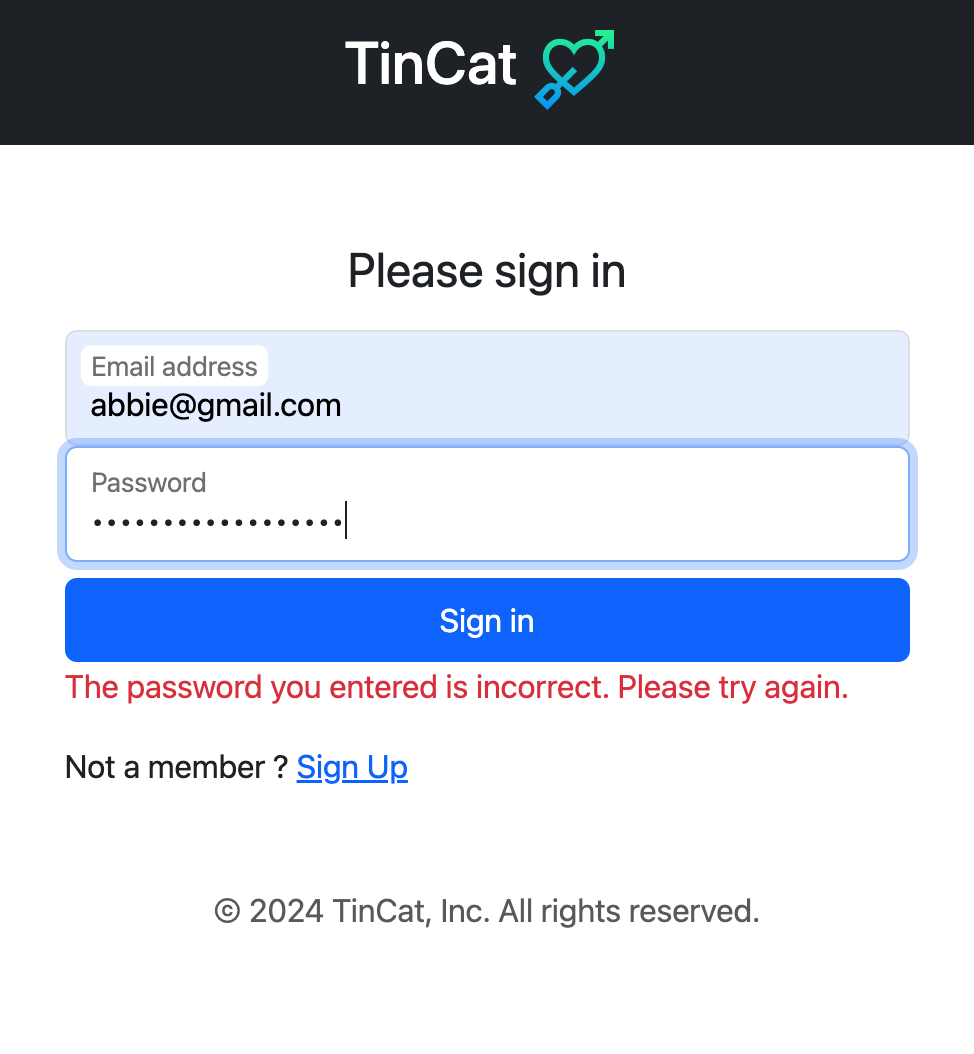 TinCat
Please sign in
Email address
abbie@gmail.com
Password
••••••••••••••••••
Sign in
The password you entered is incorrect. Please try again.
Not a member ? Sign Up
© 2024 TinCat, Inc. All rights reserved.